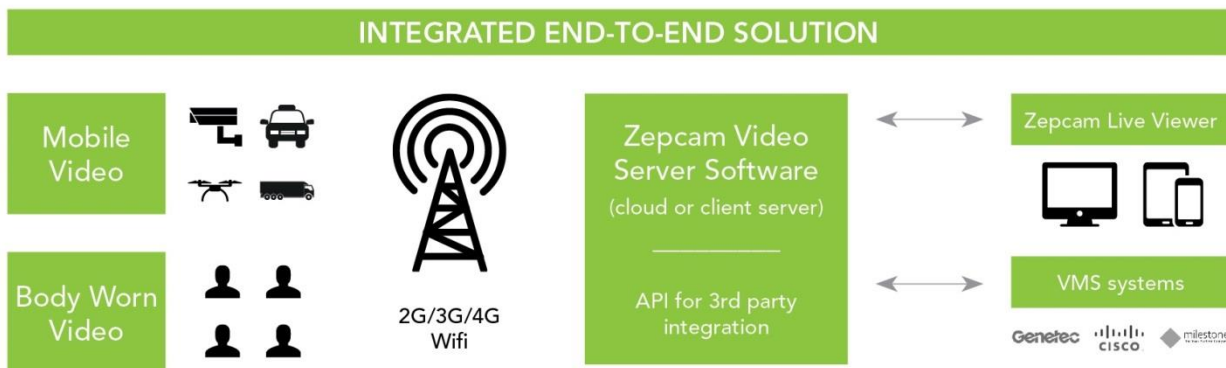 INTEGRATED END-TO-END SOLUTION
Mobile
Video
Body Worn
Video
2G/3G/4G
Wifi
Zepcam Video
Server Software
(cloud or client server)
API for 3rd party
integration
Zepcam Live Viewer
VMS systems
Genetec
CISCO
milestone